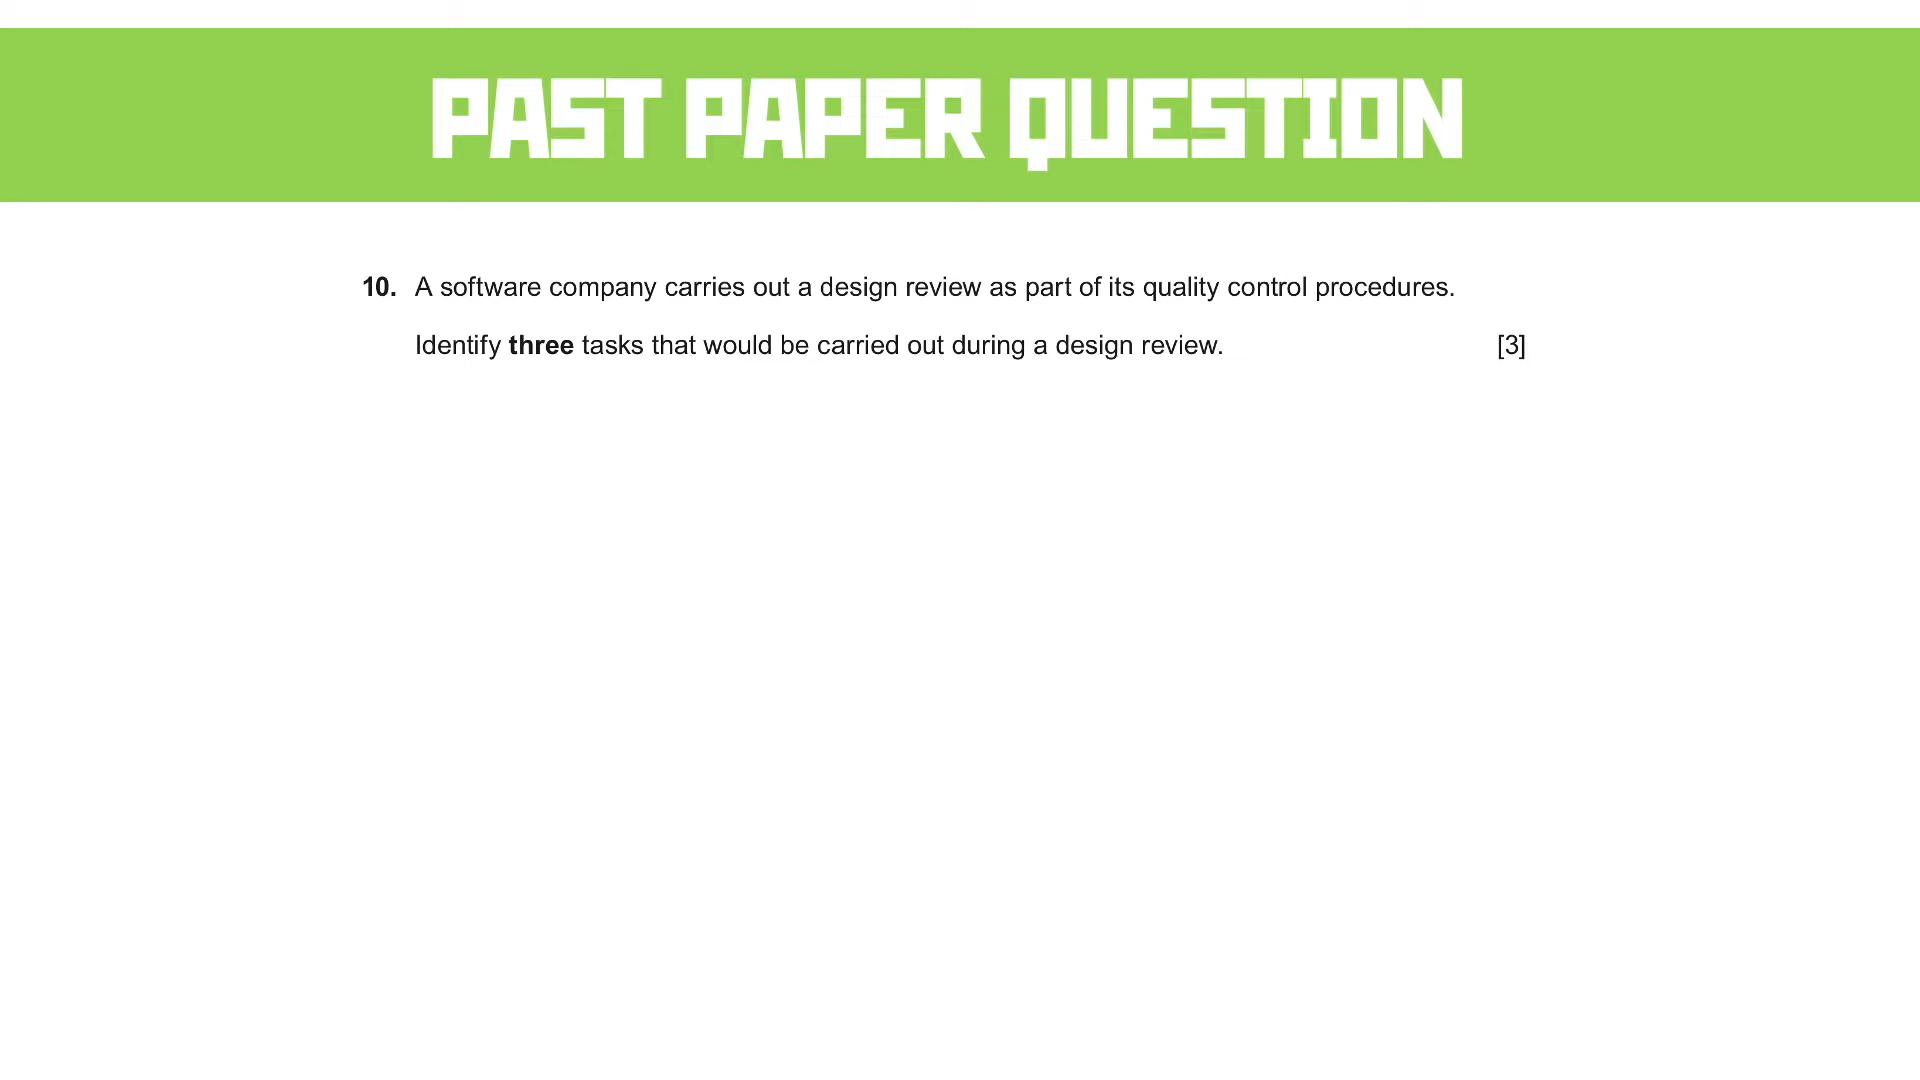 PAST PAPER QUESTION
10. A software company carries out a design review as part of its quality control procedures.
Identify three tasks that would be carried out during a design review. [3]